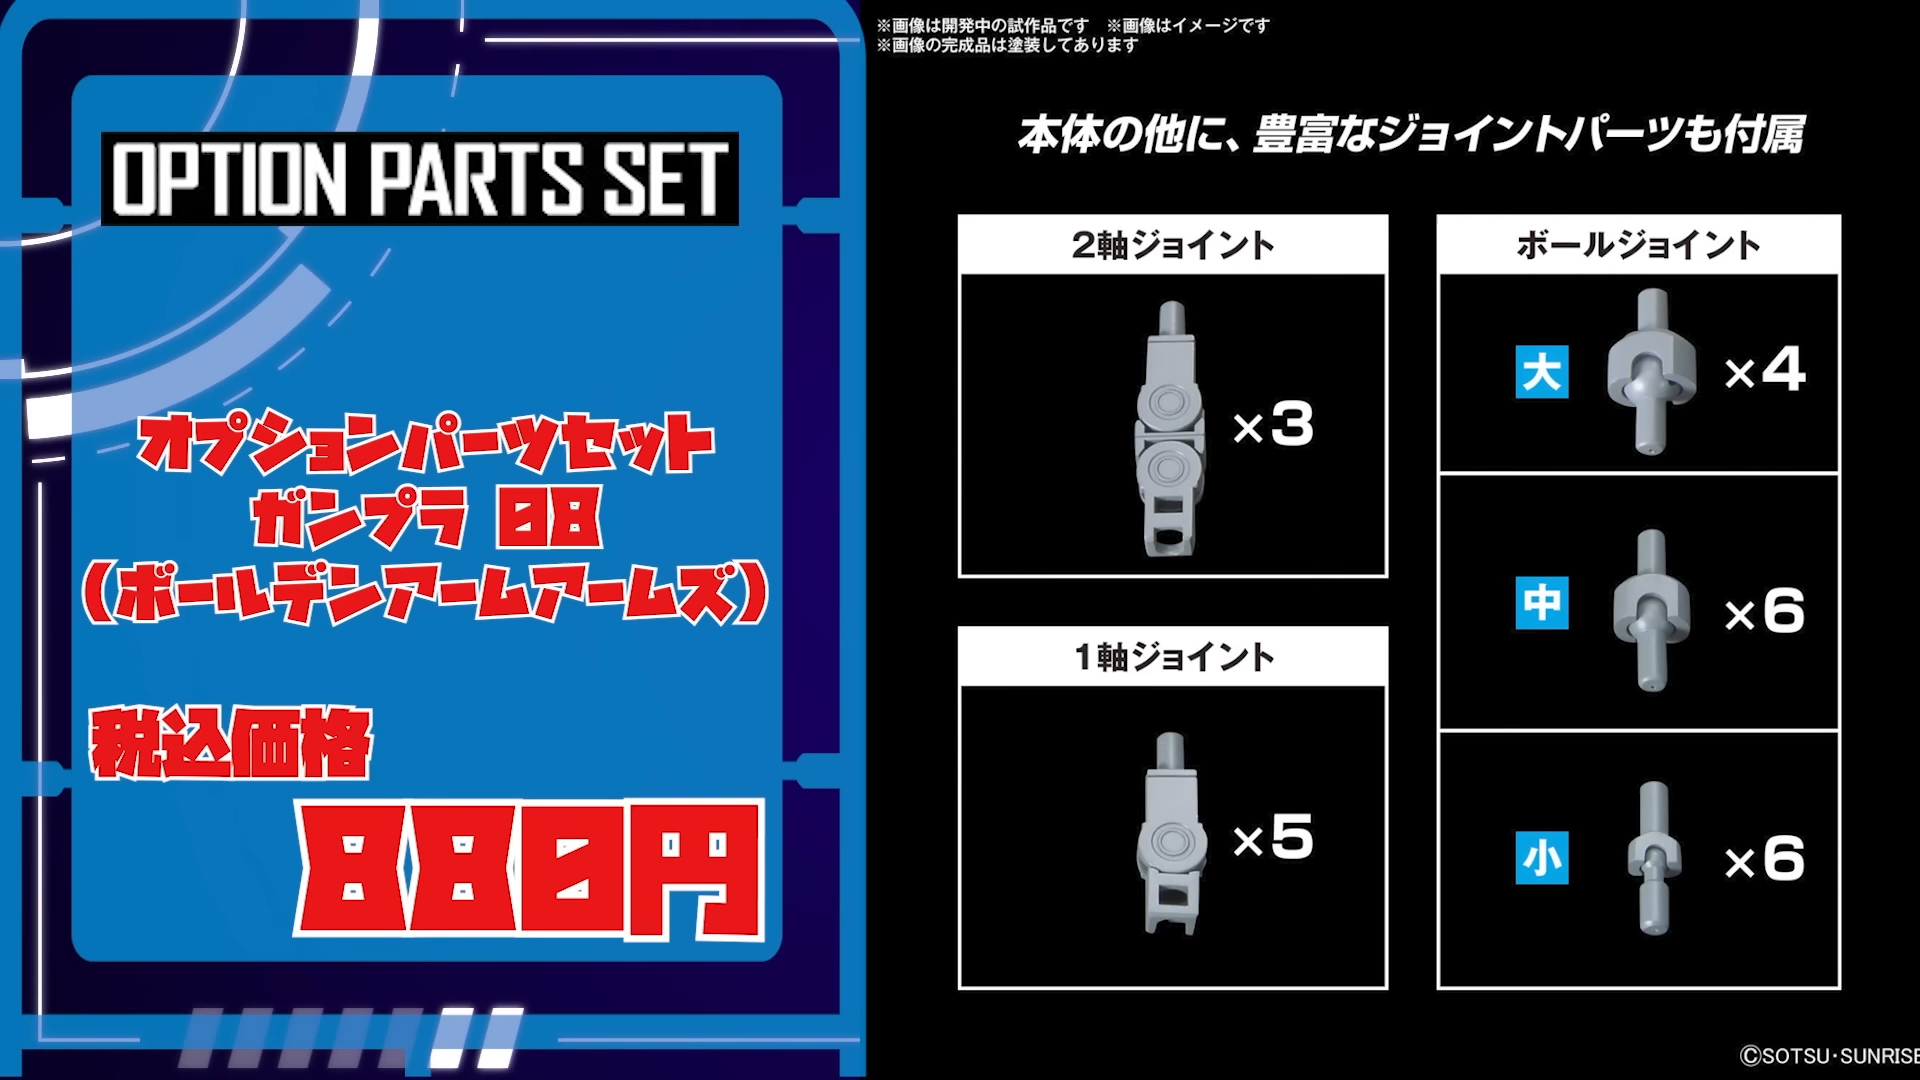 OPTION PARTS SET
オプションパーツセット
ガンプラ 08
（ボールデンアームアームズ）
税込価格
880円
※画像は開発中の試作品です　※画像はイメージです
※画像の完成品は塗装してあります
本体の他に、豊富なジョイントパーツも付属
2軸ジョイント
×3
1軸ジョイント
×5
ボールジョイント
大 ×4
中 ×6
小 ×6
©SOTSU・SUNRISE